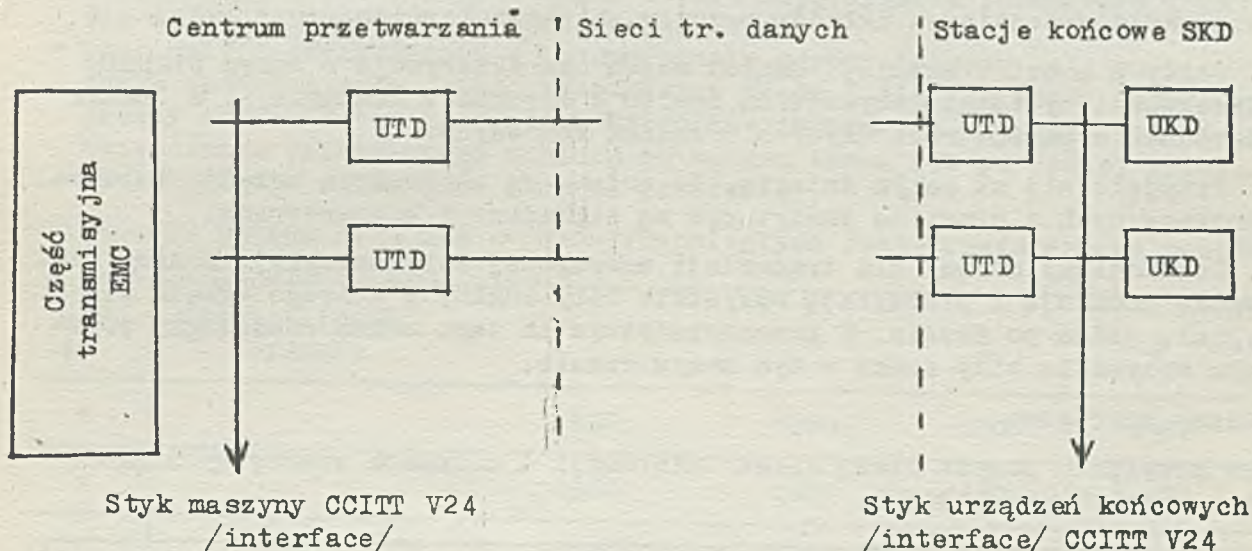 Centrum przetwarzania Sieci tr. danych Stacje końcowe SKD
Część
transmisyjna
EMC
UTD
UTD
UKD
UTD
UTD
UKD
Styk maszyny CCITT V24
/interface/
Styk urządzeń końcowych
/interface/ CCITT V24